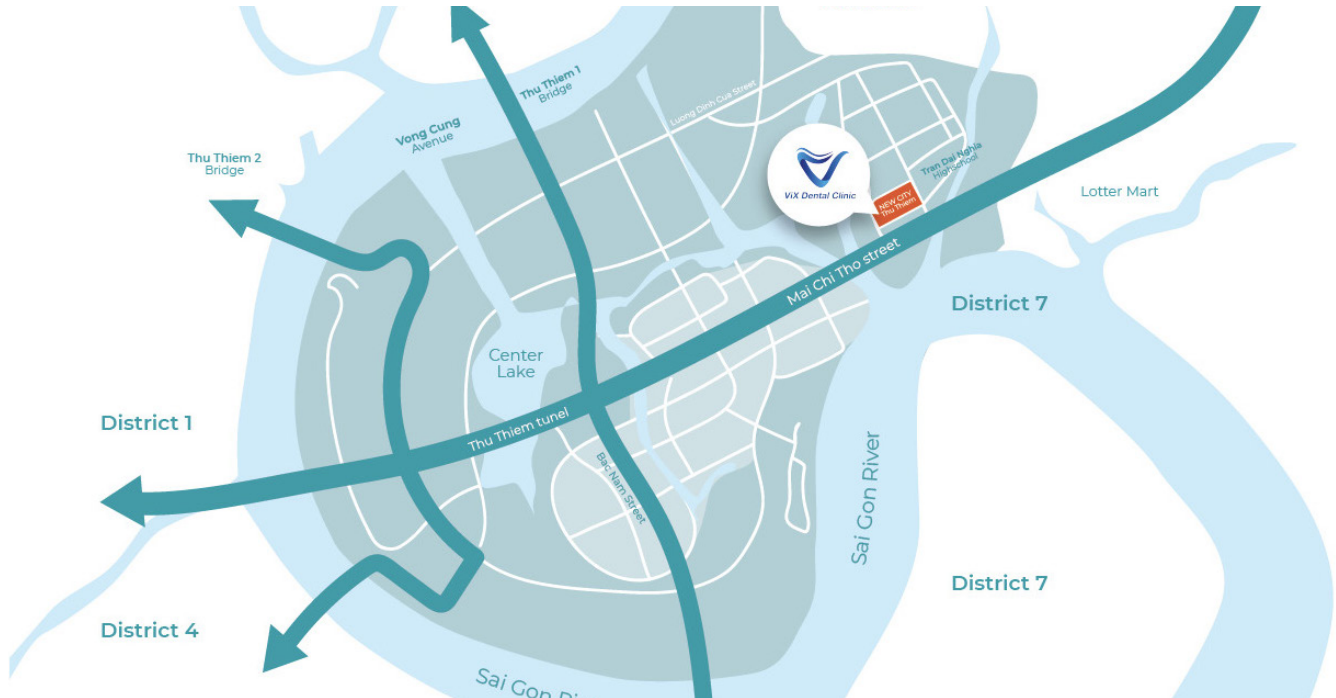 Thu Thiem 1
Bridge
Vong Cung
Avenue
Luong Dinh Cua Street
Thu Thiem 2
Bridge
ViX Dental Clinic
Tran Dai Nghia
Highschool
NEW CITY
Thu Thiem
Lotter Mart
Mai Chi Tho street
District 7
Center
Lake
District 1
Thu Thiem tunel
Bac Nam Street
Sai Gon River
District 7
District 4
Sai Gon